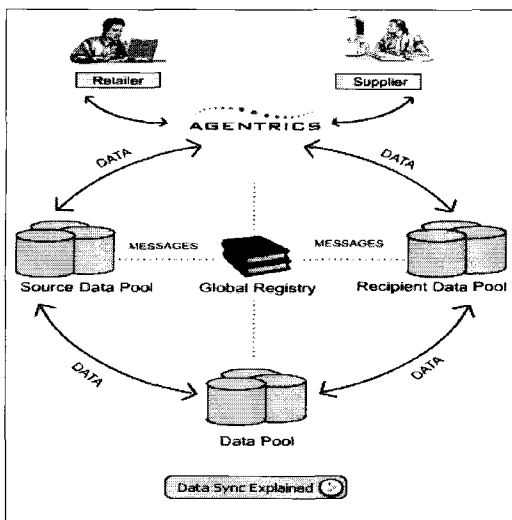 Retailer
Supplier
AGENTRICS
DATA
DATA
MESSAGES
MESSAGES
Source Data Pool
Global Registry
Recipient Data Pool
DATA
DATA
Data Pool
Data Sync Explained